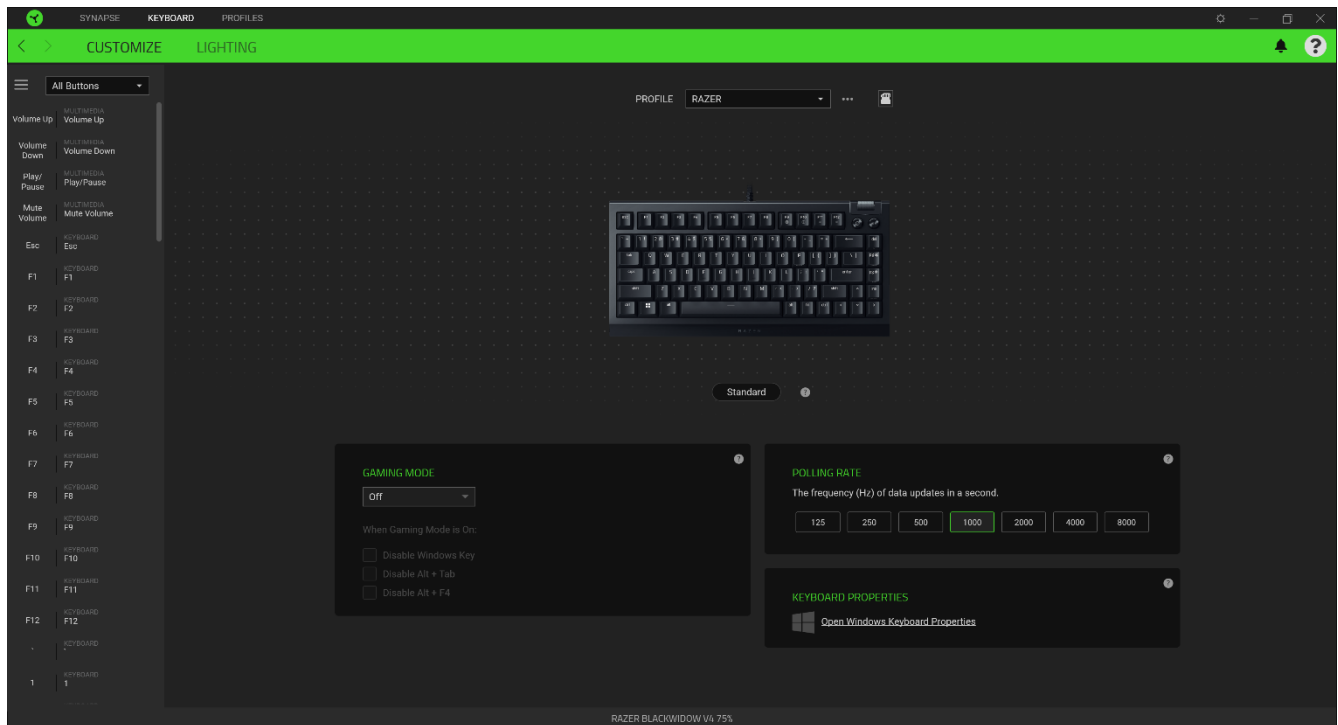 SYNAPSE KEYBOARD PROFILES
CUSTOMIZE LIGHTING
All Buttons
PROFILE RAZER
MULTIMEDIA
Volume Up Volume Up
MULTIMEDIA
Volume Down Volume Down
MULTIMEDIA
Play/Pause Play/Pause
MULTIMEDIA
Mute Volume Mute Volume
KEYBOARD
Esc Esc
KEYBOARD
F1 F1
KEYBOARD
F2 F2
KEYBOARD
F3 F3
KEYBOARD
F4 F4
KEYBOARD
F5 F5
KEYBOARD
F6 F6
KEYBOARD
F7 F7
KEYBOARD
F8 F8
KEYBOARD
F9 F9
KEYBOARD
F10 F10
KEYBOARD
F11 F11
KEYBOARD
F12 F12
KEYBOARD
` `
KEYBOARD
1 1
Standard
GAMING MODE
Off
When Gaming Mode is On:
Disable Windows Key
Disable Alt + Tab
Disable Alt + F4
POLLING RATE
The frequency (Hz) of data updates in a second.
125 250 500 1000 2000 4000 8000
KEYBOARD PROPERTIES
Open Windows Keyboard Properties
RAZER BLACKWIDOW V4 75%